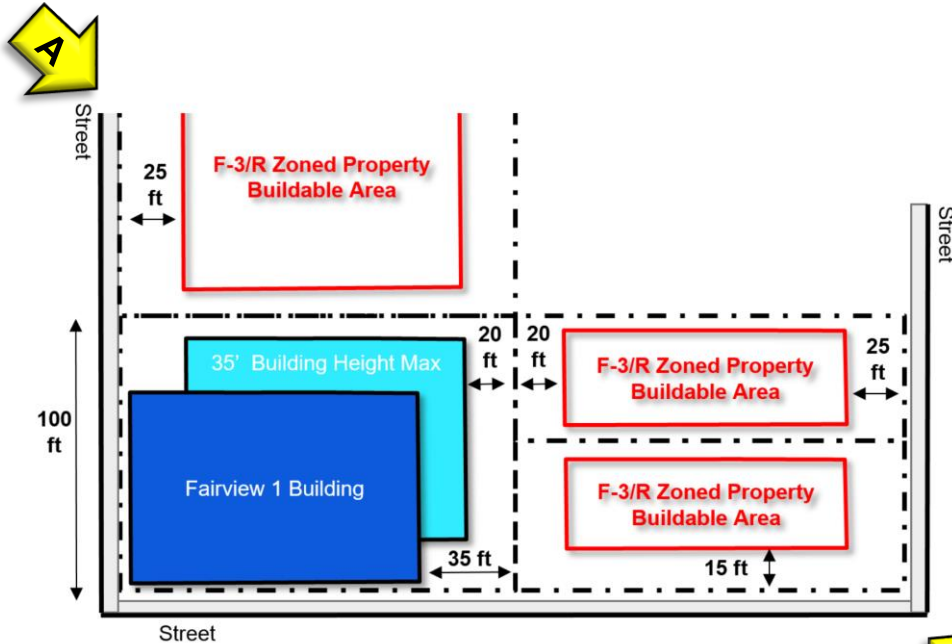 A
Street
25
ft
F-3/R Zoned Property
Buildable Area
Street
100
ft
35' Building Height Max
20
ft
20
ft
F-3/R Zoned Property
Buildable Area
25
ft
Fairview 1 Building
F-3/R Zoned Property
Buildable Area
35 ft
15 ft
Street